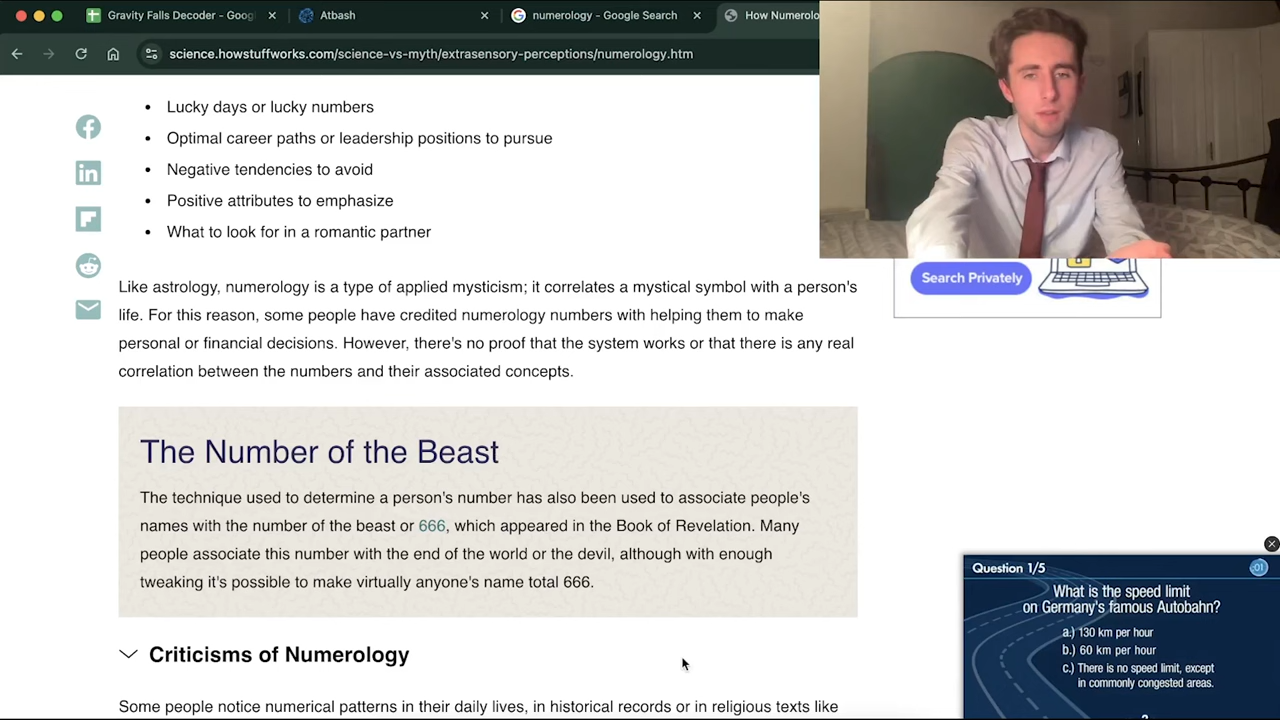 Gravity Falls Decoder - Goo
Atbash
numerology - Google Search
How Numerolo
science.howstuffworks.com/science-vs-myth/extrasensory-perceptions/numerology.htm
• Lucky days or lucky numbers
• Optimal career paths or leadership positions to pursue
• Negative tendencies to avoid
• Positive attributes to emphasize
• What to look for in a romantic partner
Search Privately
Like astrology, numerology is a type of applied mysticism; it correlates a mystical symbol with a person's
life. For this reason, some people have credited numerology numbers with helping them to make
personal or financial decisions. However, there's no proof that the system works or that there is any real
correlation between the numbers and their associated concepts.
The Number of the Beast
The technique used to determine a person's number has also been used to associate people's
names with the number of the beast or 666, which appeared in the Book of Revelation. Many
people associate this number with the end of the world or the devil, although with enough
tweaking it's possible to make virtually anyone's name total 666.
Question 1/5
:01
What is the speed limit
on Germany's famous Autobahn?
a.) 130 km per hour
b.) 60 km per hour
c.) There is no speed limit, except
in commonly congested areas.
Criticisms of Numerology
Some people notice numerical patterns in their daily lives, in historical records or in religious texts like